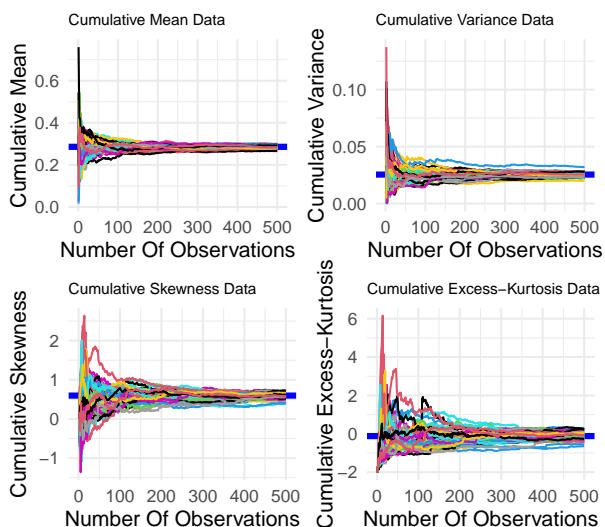 Cumulative Mean Data
Cumulative Mean
0.6
0.4
0.2
0.0
0 100 200 300 400 500
Number Of Observations
Cumulative Variance Data
Cumulative Variance
0.10
0.05
0.00
0 100 200 300 400 500
Number Of Observations
Cumulative Skewness Data
Cumulative Skewness
2
1
0
−1
0 100 200 300 400 500
Number Of Observations
Cumulative Excess−Kurtosis Data
Cumulative Excess−Kurtosis
6
4
2
0
−2
0 100 200 300 400 500
Number Of Observations